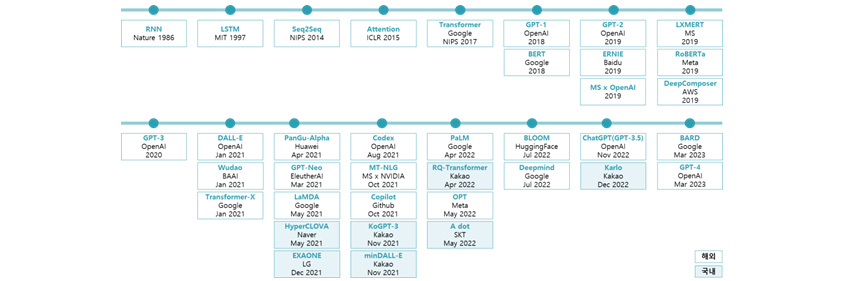 RNN
Nature 1986
LSTM
MIT 1997
Seq2Seq
NIPS 2014
Attention
ICLR 2015
Transformer
Google
NIPS 2017
GPT-1
OpenAI
2018
BERT
Google
2018
GPT-2
OpenAI
2019
ERNIE
Baidu
2019
MS x OpenAI
2019
LXMERT
MS
2019
RoBERTa
Meta
2019
DeepComposer
AWS
2019
GPT-3
OpenAI
2020
DALL-E
OpenAI
Jan 2021
Wudao
BAAI
Jan 2021
Transformer-X
Google
Jan 2021
PanGu-Alpha
Huawei
Apr 2021
GPT-Neo
EleutherAI
Mar 2021
LaMDA
Google
May 2021
HyperCLOVA
Naver
May 2021
EXAONE
LG
Dec 2021
Codex
OpenAI
Aug 2021
MT-NLG
MS x NVIDIA
Oct 2021
Copilot
Github
Oct 2021
KoGPT-3
Kakao
Nov 2021
minDALL-E
Kakao
Nov 2021
PaLM
Google
Apr 2022
RQ-Transformer
Kakao
Apr 2022
OPT
Meta
May 2022
A dot
SKT
May 2022
BLOOM
HuggingFace
Jul 2022
Deepmind
Google
Jul 2022
ChatGPT(GPT-3.5)
OpenAI
Nov 2022
Karlo
Kakao
Dec 2022
BARD
Google
Mar 2023
GPT-4
OpenAI
Mar 2023
해외
국내